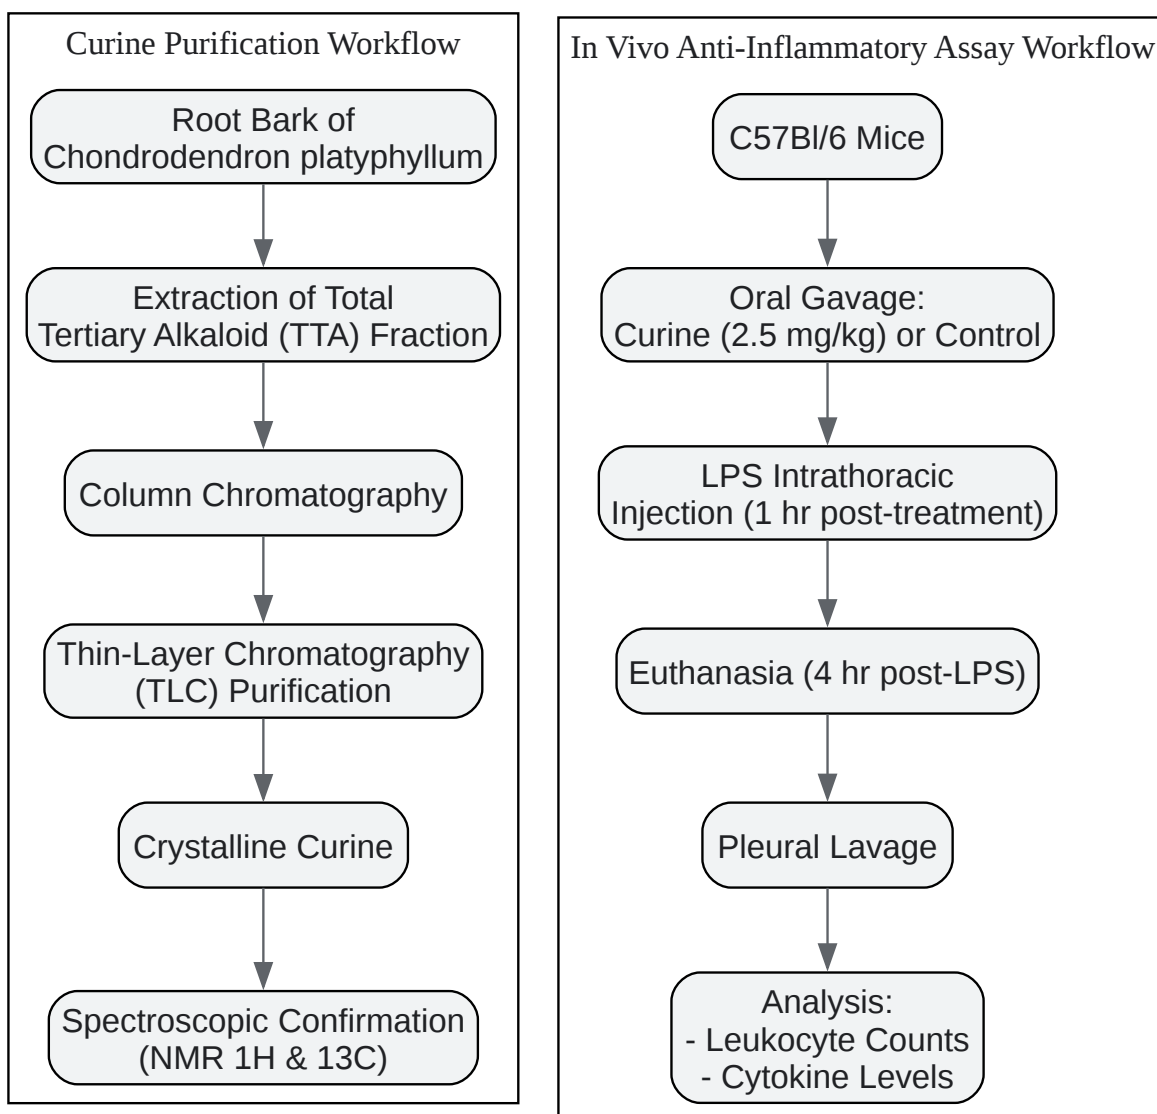 Curine Purification Workflow
Root Bark of
Chondrodendron platyphyllum
Extraction of Total
Tertiary Alkaloid (TTA) Fraction
Column Chromatography
Thin-Layer Chromatography
(TLC) Purification
Crystalline Curine
Spectroscopic Confirmation
(NMR 1H & 13C)
In Vivo Anti-Inflammatory Assay Workflow
C57Bl/6 Mice
Oral Gavage:
Curine (2.5 mg/kg) or Control
LPS Intrathoracic
Injection (1 hr post-treatment)
Euthanasia (4 hr post-LPS)
Pleural Lavage
Analysis:
- Leukocyte Counts
- Cytokine Levels